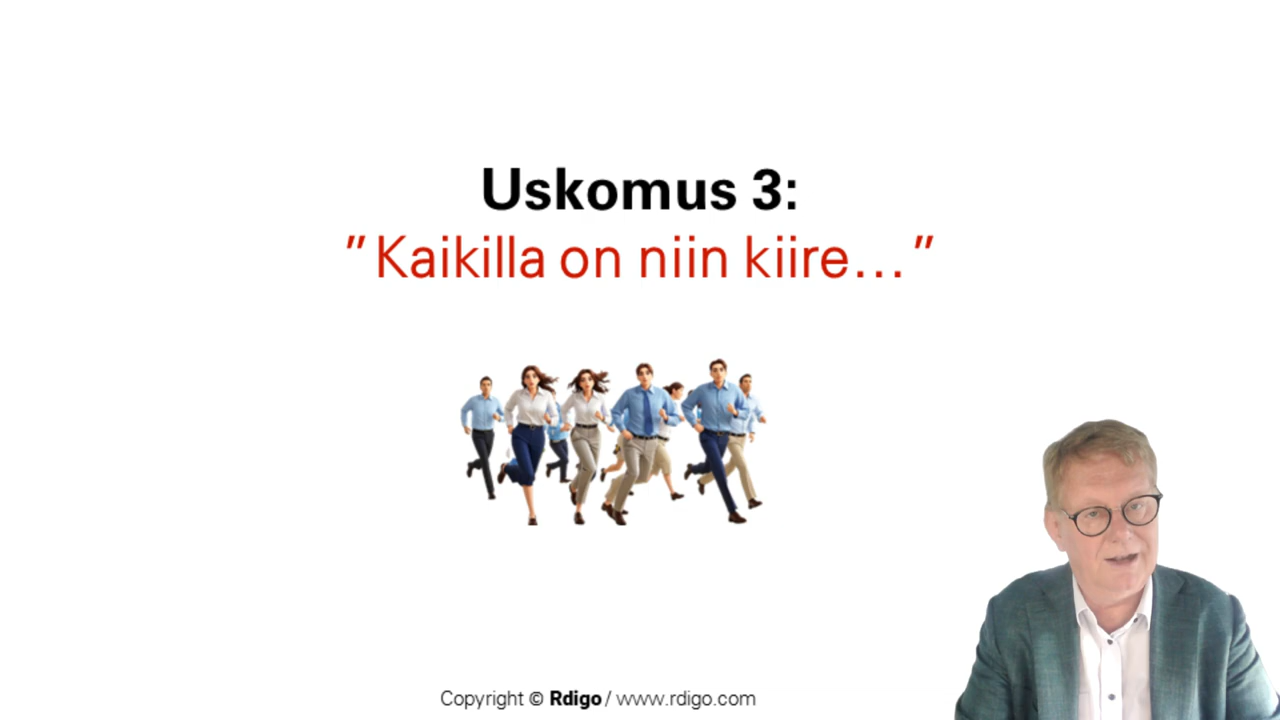 Uskomus 3:
”Kaikilla on niin kiire...”
Copyright © Rdigo / www.rdigo.com